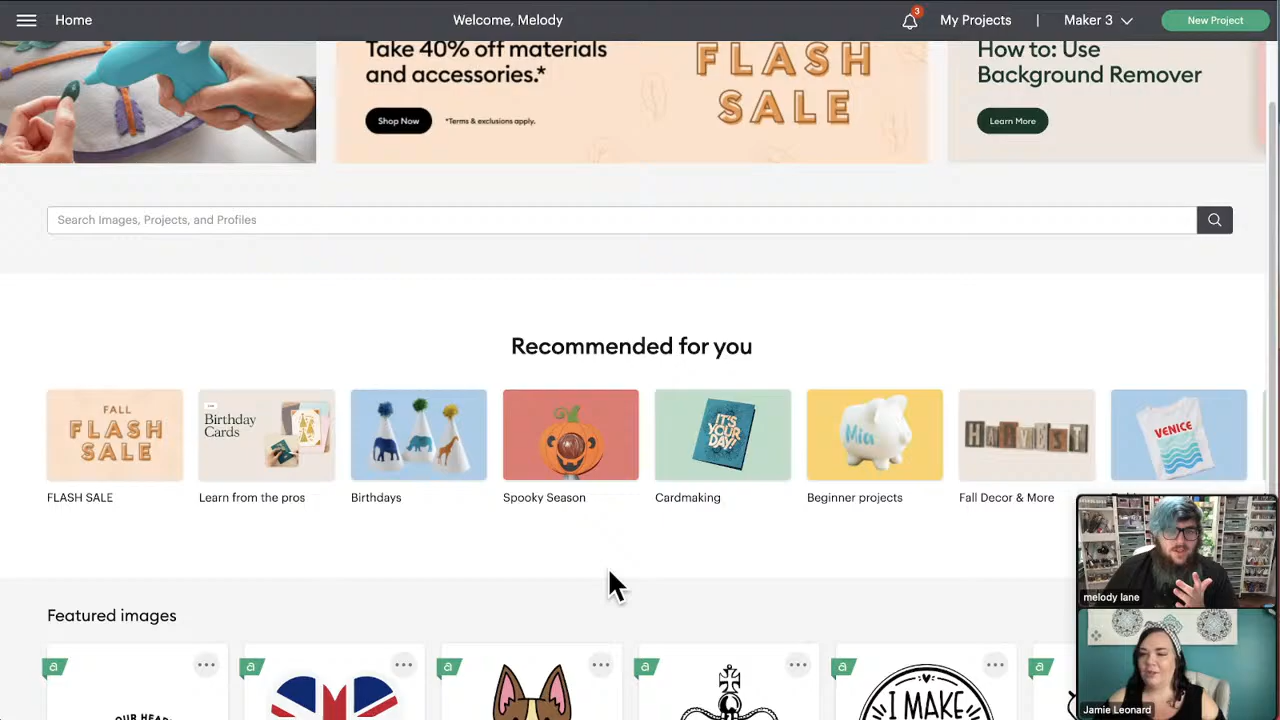 Home
Welcome, Melody
3
My Projects
|
Maker 3
New Project
Take 40% off materials
and accessories.*
Shop Now
*Terms & exclusions apply.
FLASH
SALE
How to: Use
Background Remover
Learn More
Search Images, Projects, and Profiles
Recommended for you
FALL
FLASH
SALE
Birthday
Cards
IT'S
YOUR
DAY!
Mia
HARVEST
VENICE
FLASH SALE
Learn from the pros
Birthdays
Spooky Season
Cardmaking
Beginner projects
Fall Decor & More
melody lane
Featured images
a
a
a
a
a
a
OUR HEAR
I MAKE
Jamie Leonard